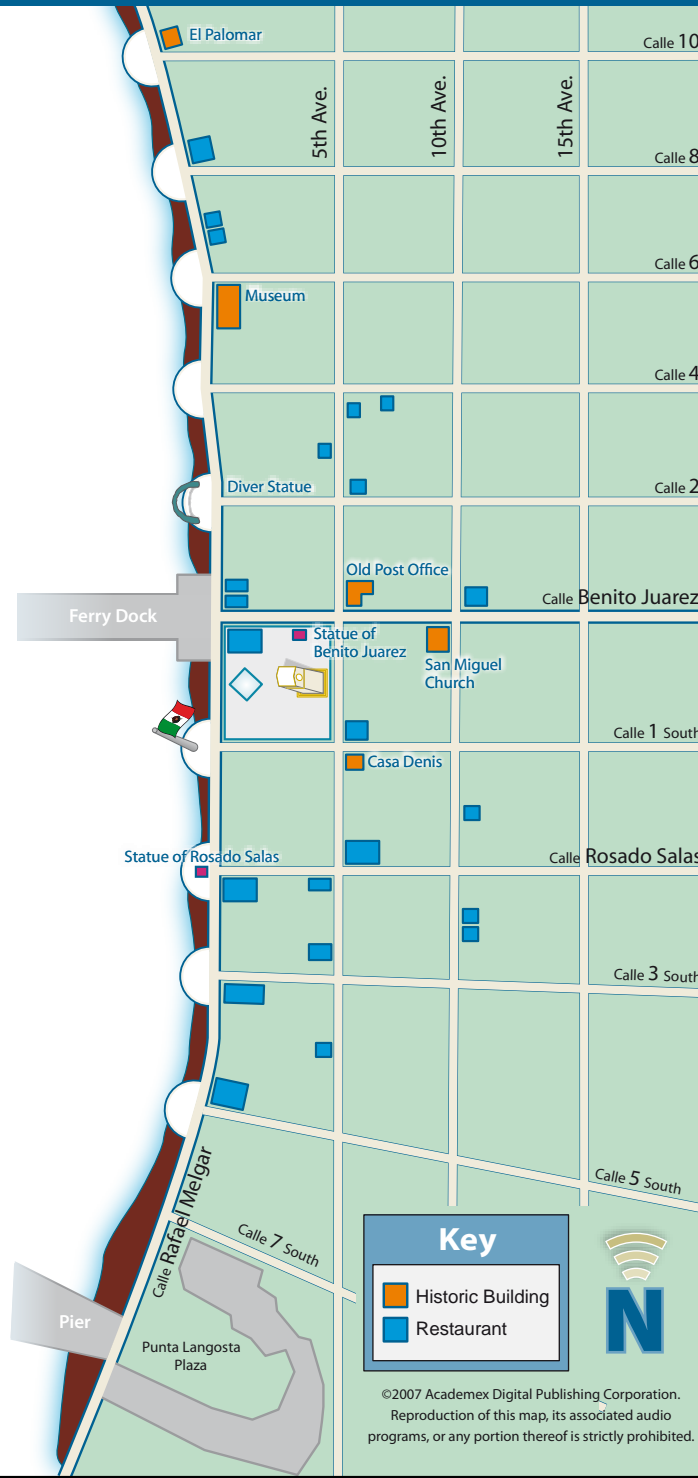 El Palomar
Calle 10
5th Ave.
10th Ave.
15th Ave.
Calle 8
Calle 6
Museum
Calle 4
Diver Statue
Calle 2
Old Post Office
Calle Benito Juarez
Ferry Dock
Statue of
Benito Juarez
San Miguel
Church
Calle 1 South
Casa Denis
Statue of Rosado Salas
Calle Rosado Salas
Calle 3 South
Calle Rafael Melgar
Calle 5 South
Calle 7 South
Key
Historic Building
Restaurant
N
Pier
Punta Langosta
Plaza
©2007 Academex Digital Publishing Corporation.
Reproduction of this map, its associated audio
programs, or any portion thereof is strictly prohibited.